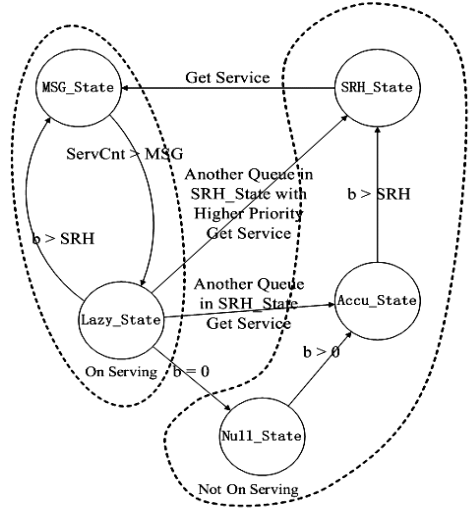 MSG_State
SRH_State
Get Service
ServCnt > MSG
Another Queue in
SRH_State with
Higher Priority
Get Service
b > SRH
b > SRH
Another Queue
in SRH_State
Get Service
Accu_State
Lazy_State
On Serving
b = 0
b > 0
Null_State
Not On Serving